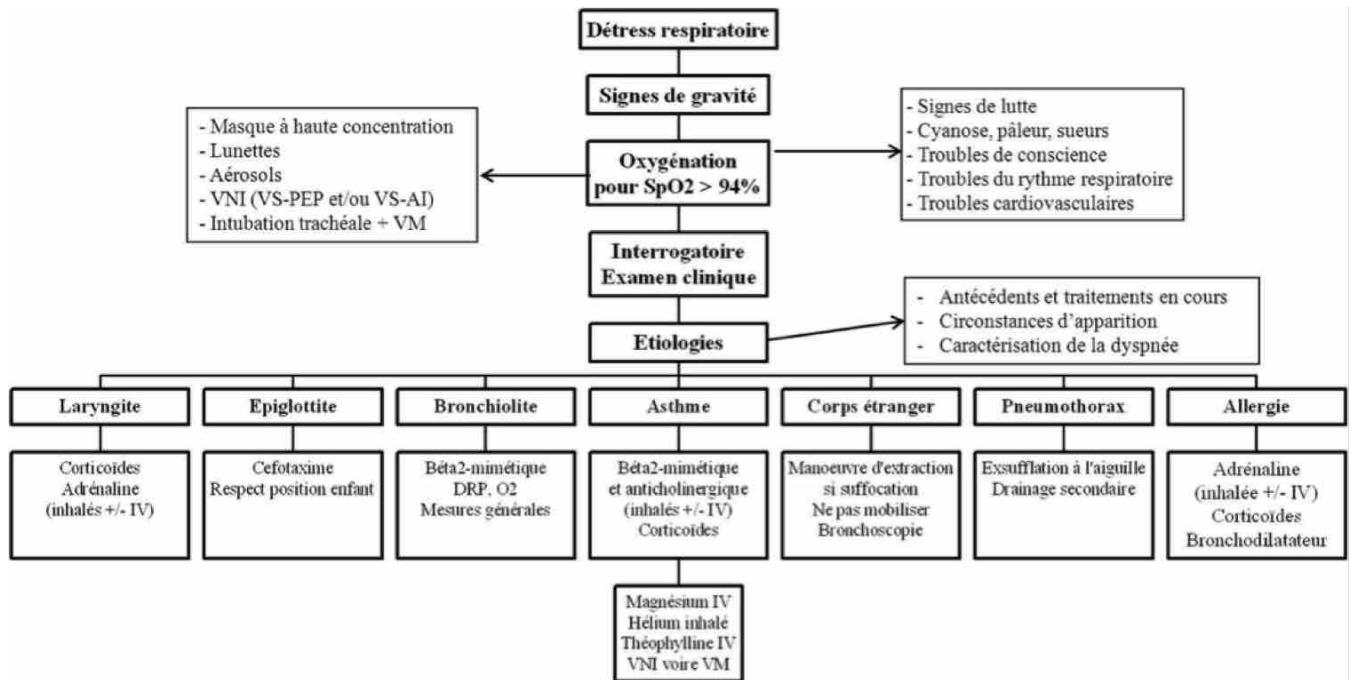 Détress respiratoire
Signes de gravité
- Masque à haute concentration
- Lunettes
- Aérosols
- VNI (VS-PEP et/ou VS-AI)
- Intubation trachéale + VM
Oxygénation
pour SpO2 > 94%
- Signes de lutte
- Cyanose, pâleur, sueurs
- Troubles de conscience
- Troubles du rythme respiratoire
- Troubles cardiovasculaires
Interrogatoire
Examen clinique
Etiologies
- Antécédents et traitements en cours
- Circonstances d'apparition
- Caractérisation de la dyspnée
Laryngite
Corticoïdes
Adrénaline
(inhalés +/- IV)
Epiglottite
Cefotaxime
Respect position enfant
Bronchiolite
Béta2-mimétique
DRP, O2
Mesures générales
Asthme
Béta2-mimétique
et anticholinergique
(inhalés +/- IV)
Corticoïdes
Magnésium IV
Hélium inhalé
Théophylline IV
VNI voire VM
Corps étranger
Manoeuvre d'extraction
si suffocation
Ne pas mobiliser
Bronchoscopie
Pneumothorax
Exsufflation à l'aiguille
Drainage secondaire
Allergie
Adrénaline
(inhalée +/- IV)
Corticoïdes
Bronchodilatateur